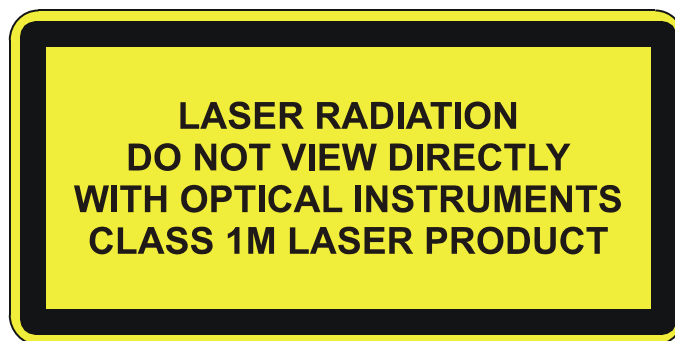 LASER RADIATION
DO NOT VIEW DIRECTLY
WITH OPTICAL INSTRUMENTS
CLASS 1M LASER PRODUCT